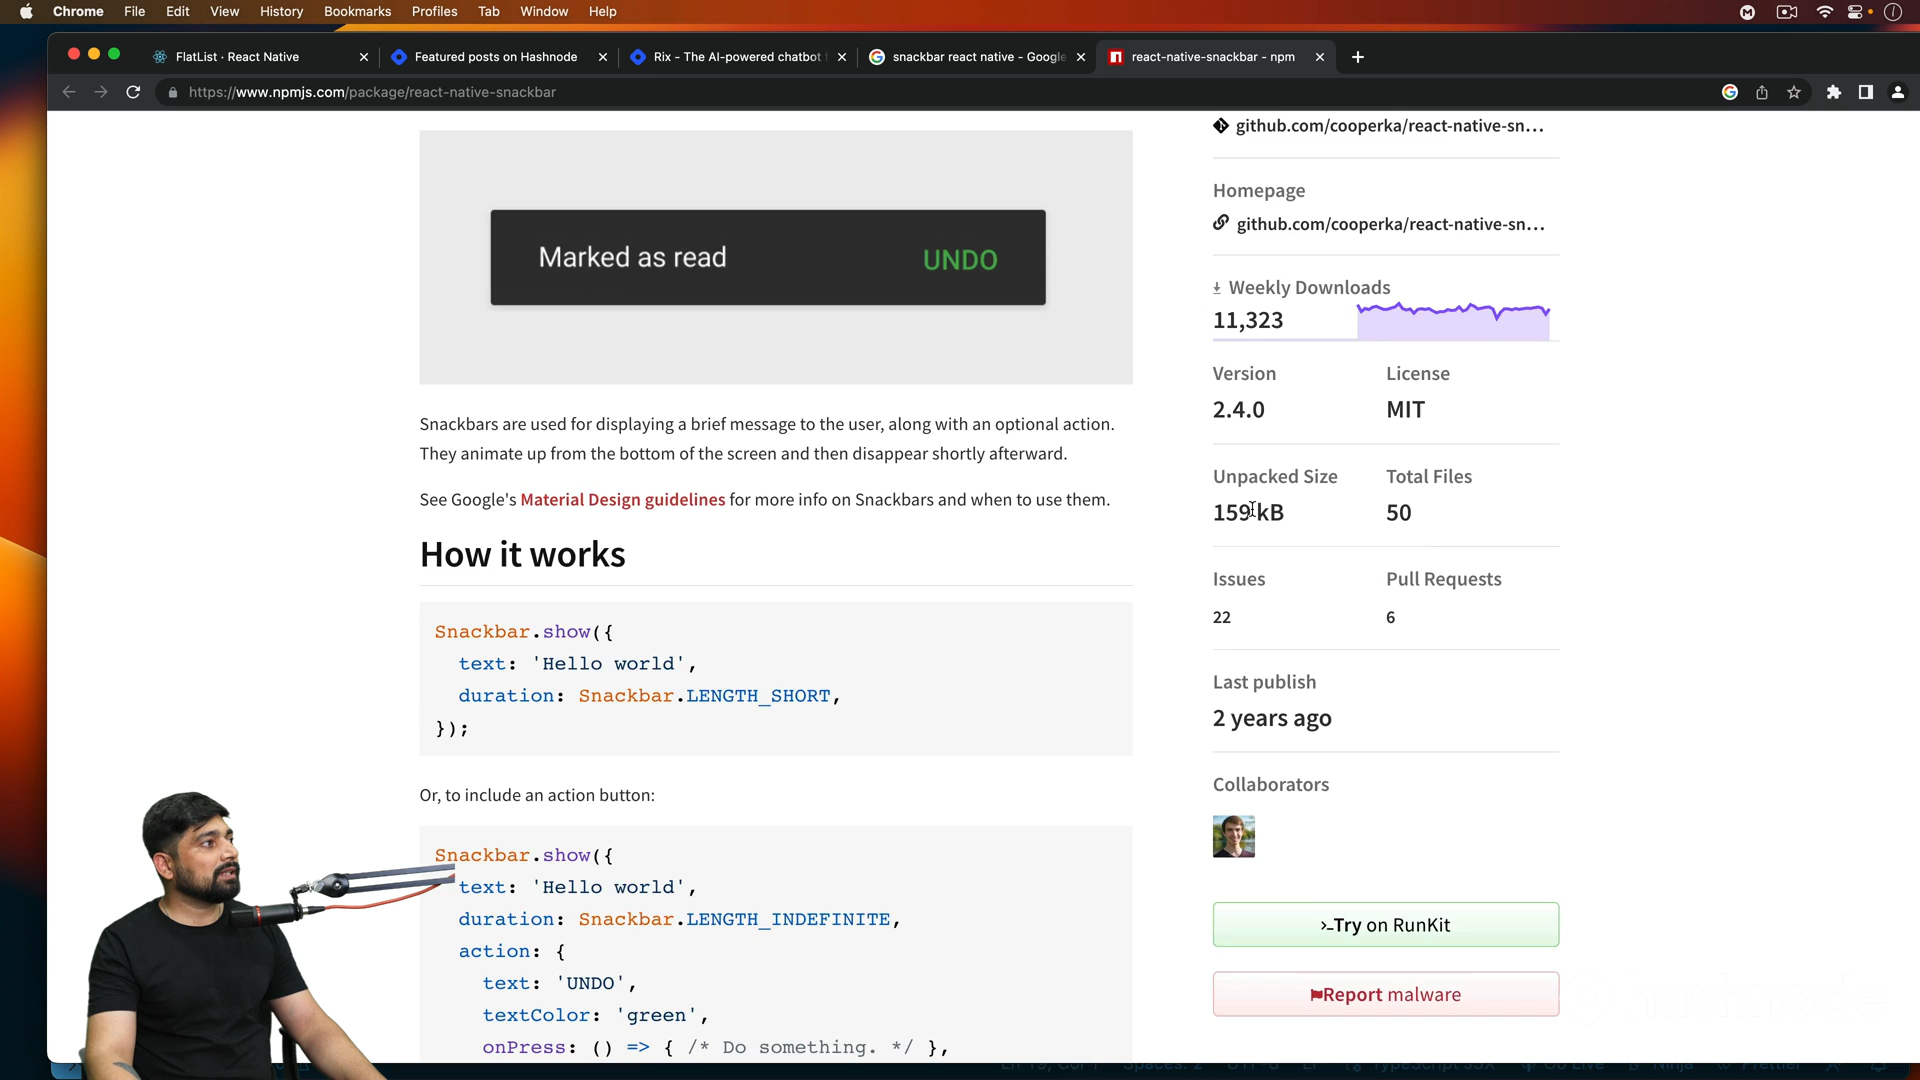 Chrome File Edit View History Bookmarks Profiles Tab Window Help
FlatList · React Native
Featured posts on Hashnode
Rix - The AI-powered chatbot
snackbar react native - Google
react-native-snackbar - npm
https://www.npmjs.com/package/react-native-snackbar
Marked as read UNDO
Snackbars are used for displaying a brief message to the user, along with an optional action.
They animate up from the bottom of the screen and then disappear shortly afterward.
See Google's Material Design guidelines for more info on Snackbars and when to use them.
How it works
Snackbar.show({
text: 'Hello world',
duration: Snackbar.LENGTH_SHORT,
});
Or, to include an action button:
Snackbar.show({
text: 'Hello world',
duration: Snackbar.LENGTH_INDEFINITE,
action: {
text: 'UNDO',
textColor: 'green',
onPress: () => { /* Do something. */ },
github.com/cooperka/react-native-sn...
Homepage
github.com/cooperka/react-native-sn...
Weekly Downloads
11,323
Version License
2.4.0 MIT
Unpacked Size Total Files
159 kB 50
Issues Pull Requests
22 6
Last publish
2 years ago
Collaborators
Try on RunKit
Report malware